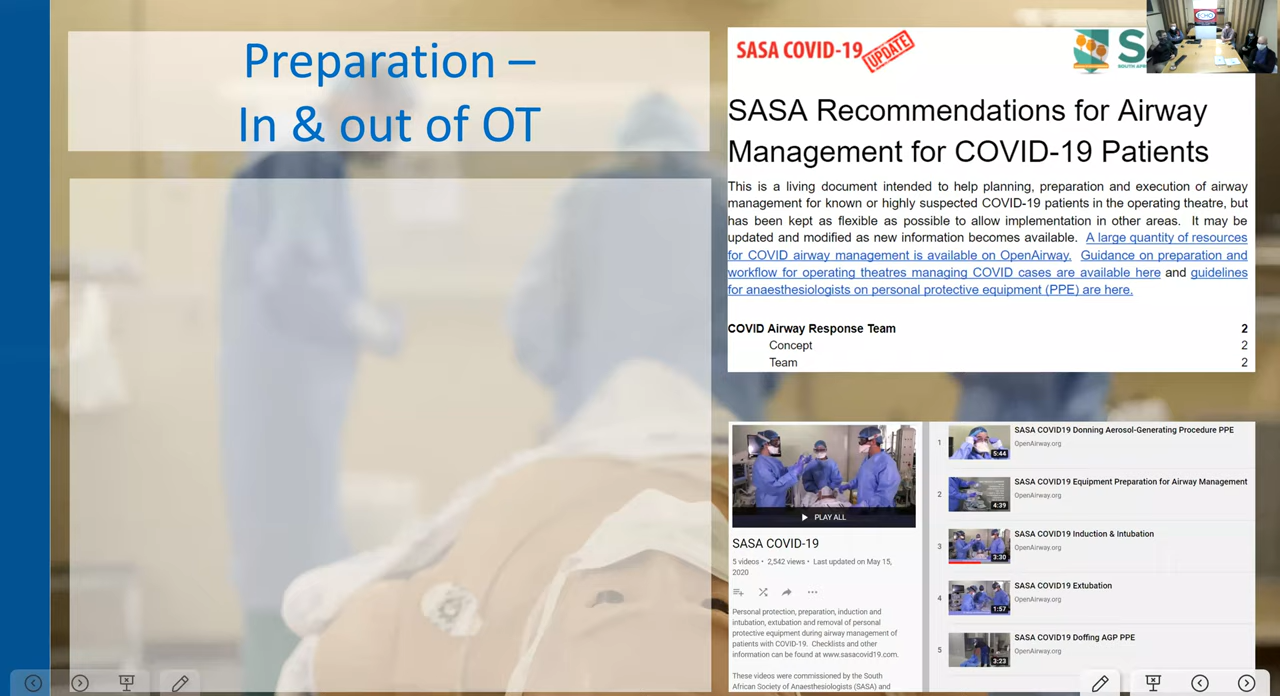 Preparation –
In & out of OT
SASA COVID-19
UPDATE
S
SASA Recommendations for Airway
Management for COVID-19 Patients
This is a living document intended to help planning, preparation and execution of airway
management for known or highly suspected COVID-19 patients in the operating theatre, but
has been kept as flexible as possible to allow implementation in other areas. It may be
updated and modified as new information becomes available. A large quantity of resources
for COVID airway management is available on OpenAirway. Guidance on preparation and
workflow for operating theatres managing COVID cases are available here and guidelines
for anaesthesiologists on personal protective equipment (PPE) are here.
COVID Airway Response Team 2
Concept 2
Team 2
PLAY ALL
SASA COVID-19
5 videos • 2,542 views • Last updated on May 15,
2020
Personal protection, preparation, induction and
intubation, extubation and removal of personal
protective equipment during airway management of
patients with COVID-19. Checklists and other
information can be found at www.sasacovid19.com.
These videos were commissioned by the South
African Society of Anaesthesiologists (SASA) and
1
5:44
SASA COVID19 Donning Aerosol-Generating Procedure PPE
OpenAirway.org
2
4:39
SASA COVID19 Equipment Preparation for Airway Management
OpenAirway.org
3
3:30
SASA COVID19 Induction & Intubation
OpenAirway.org
4
1:57
SASA COVID19 Extubation
OpenAirway.org
5
3:23
SASA COVID19 Doffing AGP PPE
OpenAirway.org